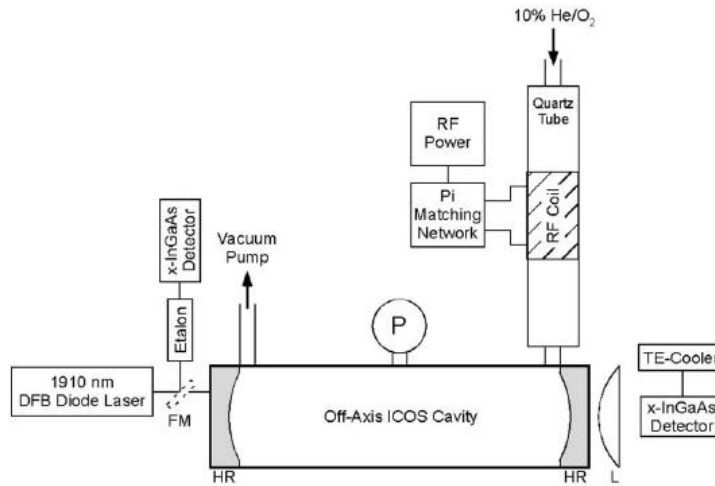 10% He/O₂
Quartz
Tube
RF
Power
Pi
Matching
Network
RF Coil
x-InGaAs
Detector
Vacuum
Pump
Etalon
P
TE-Cooler
1910 nm
DFB Diode Laser
FM
Off-Axis ICOS Cavity
x-InGaAs
Detector
HR
HR
L